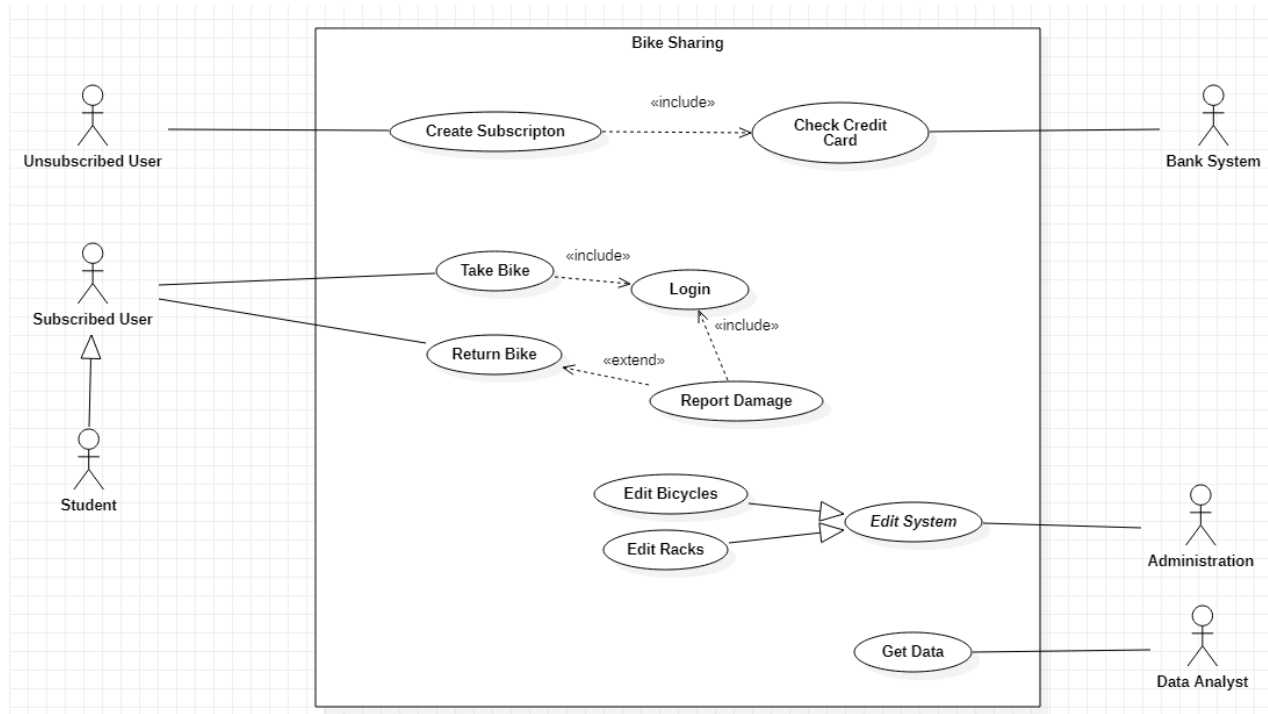 Bike Sharing
«include»
Create Subscripton
Check Credit
Card
Unsubscribed User
Bank System
«include»
Take Bike
Login
Subscribed User
«include»
Return Bike
«extend»
Report Damage
Student
Edit Bicycles
Edit System
Edit Racks
Administration
Get Data
Data Analyst